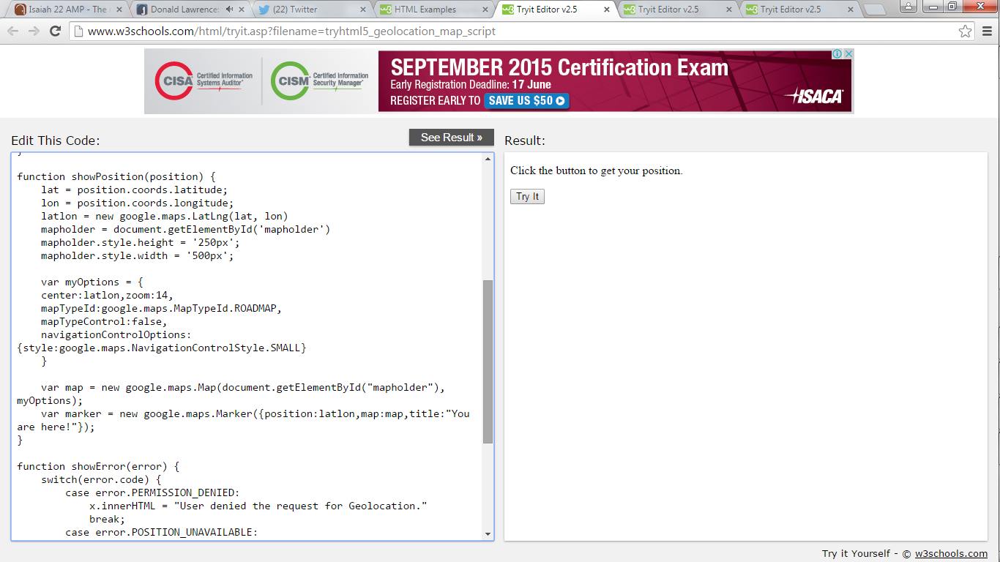 Isaiah 22 AMP - The
Donald Lawrence:
(22) Twitter
HTML Examples
Tryit Editor v2.5
Tryit Editor v2.5
Tryit Editor v2.5
www.w3schools.com/html/tryit.asp?filename=tryhtml5_geolocation_map_script
CISA Certified Information Systems Auditor
CISM Certified Information Security Manager
SEPTEMBER 2015 Certification Exam
Early Registration Deadline: 17 June
REGISTER EARLY TO SAVE US $50
ISACA
Edit This Code:
See Result »
Result:
}
function showPosition(position) {
lat = position.coords.latitude;
lon = position.coords.longitude;
latlon = new google.maps.LatLng(lat, lon)
mapholder = document.getElementById('mapholder')
mapholder.style.height = '250px';
mapholder.style.width = '500px';
var myOptions = {
center:latlon,zoom:14,
mapTypeId:google.maps.MapTypeId.ROADMAP,
mapTypeControl:false,
navigationControlOptions:
{style:google.maps.NavigationControlStyle.SMALL}
}
var map = new google.maps.Map(document.getElementById("mapholder"),
myOptions);
var marker = new google.maps.Marker({position:latlon,map:map,title:"You
are here!"});
}
function showError(error) {
switch(error.code) {
case error.PERMISSION_DENIED:
x.innerHTML = "User denied the request for Geolocation."
break;
case error.POSITION_UNAVAILABLE:
Click the button to get your position.
Try It
Try it Yourself - © w3schools.com